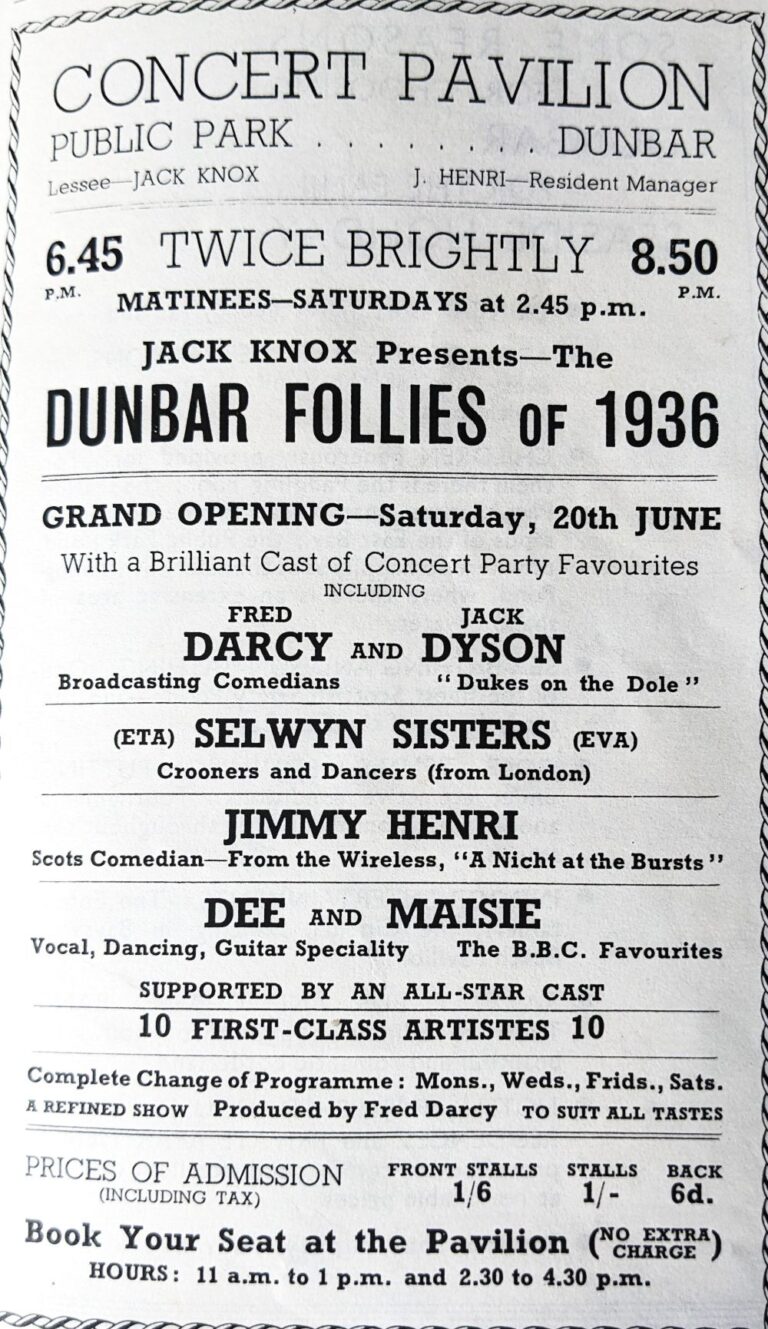 CONCERT PAVILION
PUBLIC PARK . . . . . . . DUNBAR
Lessee—JACK KNOX J. HENRI—Resident Manager
6.45 P.M. TWICE BRIGHTLY 8.50 P.M.
MATINEES—SATURDAYS at 2.45 p.m.
JACK KNOX Presents—The
DUNBAR FOLLIES OF 1936
GRAND OPENING—Saturday, 20th JUNE
With a Brilliant Cast of Concert Party Favourites
INCLUDING
FRED JACK
DARCY AND DYSON
Broadcasting Comedians "Dukes on the Dole"
(ETA) SELWYN SISTERS (EVA)
Crooners and Dancers (from London)
JIMMY HENRI
Scots Comedian—From the Wireless, "A Nicht at the Bursts"
DEE AND MAISIE
Vocal, Dancing, Guitar Speciality The B.B.C. Favourites
SUPPORTED BY AN ALL-STAR CAST
10 FIRST-CLASS ARTISTES 10
Complete Change of Programme: Mons., Weds., Frids., Sats.
A REFINED SHOW Produced by Fred Darcy TO SUIT ALL TASTES
PRICES OF ADMISSION FRONT STALLS STALLS BACK
(INCLUDING TAX) 1/6 1/- 6d.
Book Your Seat at the Pavilion (NO EXTRA CHARGE)
HOURS: 11 a.m. to 1 p.m. and 2.30 to 4.30 p.m.